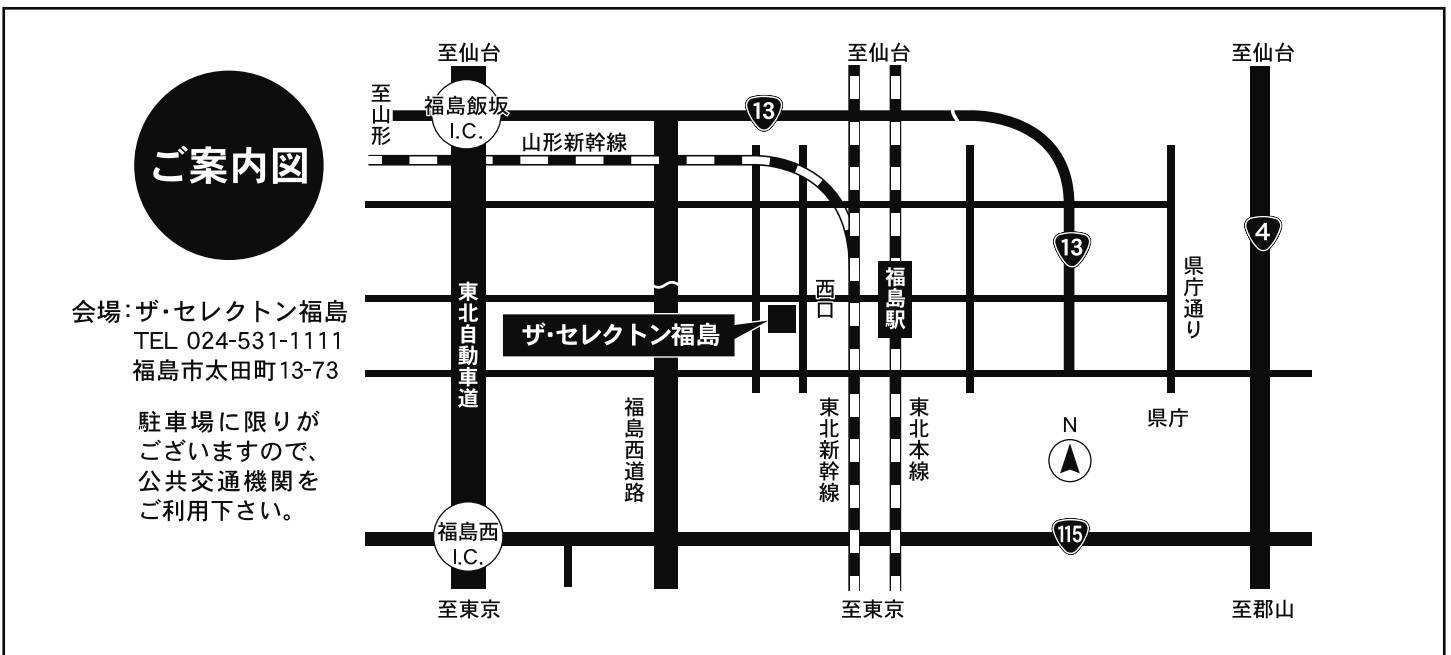 ご案内図
会場：ザ・セレクトン福島
TEL 024-531-1111
福島市太田町13-73
駐車場に限りが
ございますので、
公共交通機関を
ご利用下さい。
至仙台
至仙台
至仙台
至山形
福島飯坂
I.C.
13
山形新幹線
4
13
県庁通り
東北自動車道
西口
福島駅
ザ・セレクトン福島
福島西道路
東北新幹線
東北本線
県庁
N
福島西
I.C.
115
至東京
至東京
至郡山